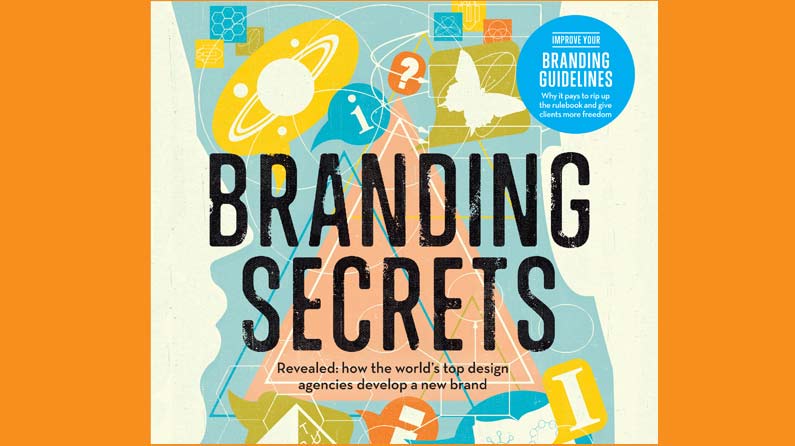 IMPROVE YOUR
BRANDING
GUIDELINES
Why it pays to rip up
the rulebook and give
clients more freedom
?
i
BRANDING
SECRETS
Revealed: how the world's top design
agencies develop a new brand
I